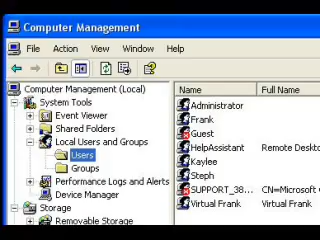 Computer Management
File Action View Window Help
Computer Management (Local)
System Tools
Event Viewer
Shared Folders
Local Users and Groups
Users
Groups
Performance Logs and Alerts
Device Manager
Storage
Removable Storage
Name Full Name
Administrator
Frank
Guest
HelpAssistant Remote Deskto
Kaylee
Steph
SUPPORT_38... CN=Microsoft
Virtual Frank Virtual Frank